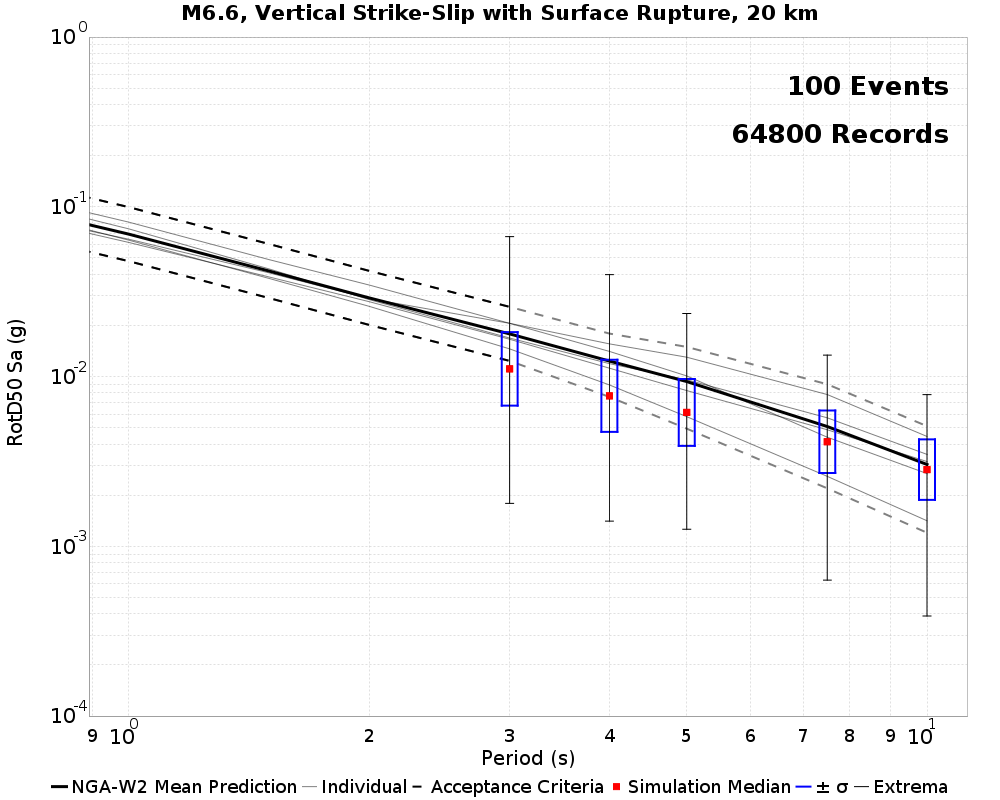 M6.6, Vertical Strike-Slip with Surface Rupture, 20 km
100 Events
64800 Records
RotD50 Sa (g)
10^0
10^-1
10^-2
10^-3
10^-4
9 10^0 2 3 4 5 6 7 8 9 10^1
Period (s)
NGA-W2 Mean Prediction Individual Acceptance Criteria Simulation Median ± σ Extrema